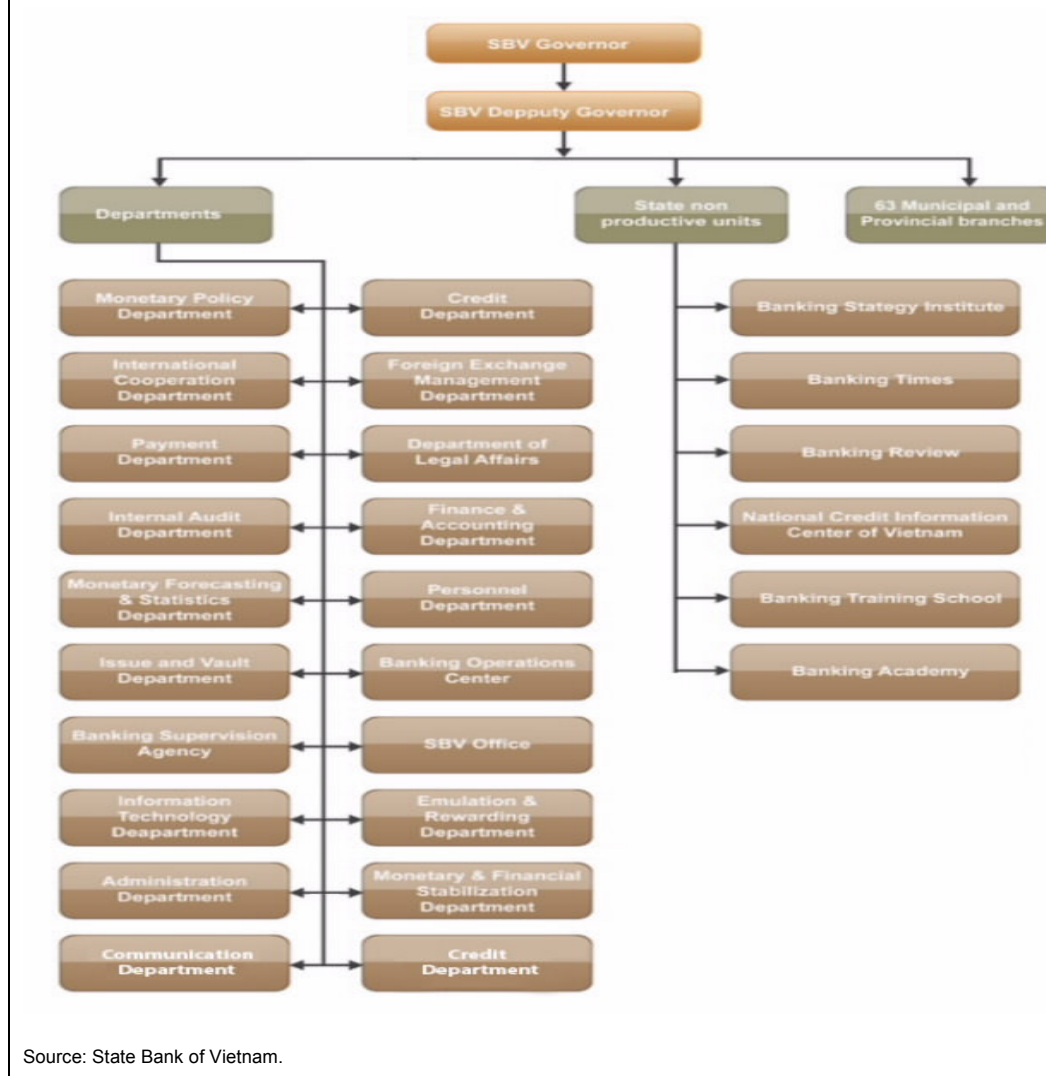 SBV Governor
SBV Depputy Governor
Departments
State non
productive units
63 Municipal and
Provincial branches
Monetary Policy
Department
Credit
Department
International
Cooperation
Department
Foreign Exchange
Management
Department
Payment
Department
Department of
Legal Affairs
Internal Audit
Department
Finance &
Accounting
Department
Monetary Forecasting
& Statistics
Department
Personnel
Department
Issue and Vault
Department
Banking Operations
Center
Banking Supervision
Agency
SBV Office
Information
Technology
Deapartment
Emulation &
Rewarding
Department
Administration
Department
Monetary & Financial
Stabilization
Department
Communication
Department
Credit
Department
Banking Stategy Institute
Banking Times
Banking Review
National Credit Information
Center of Vietnam
Banking Training School
Banking Academy
Source: State Bank of Vietnam.